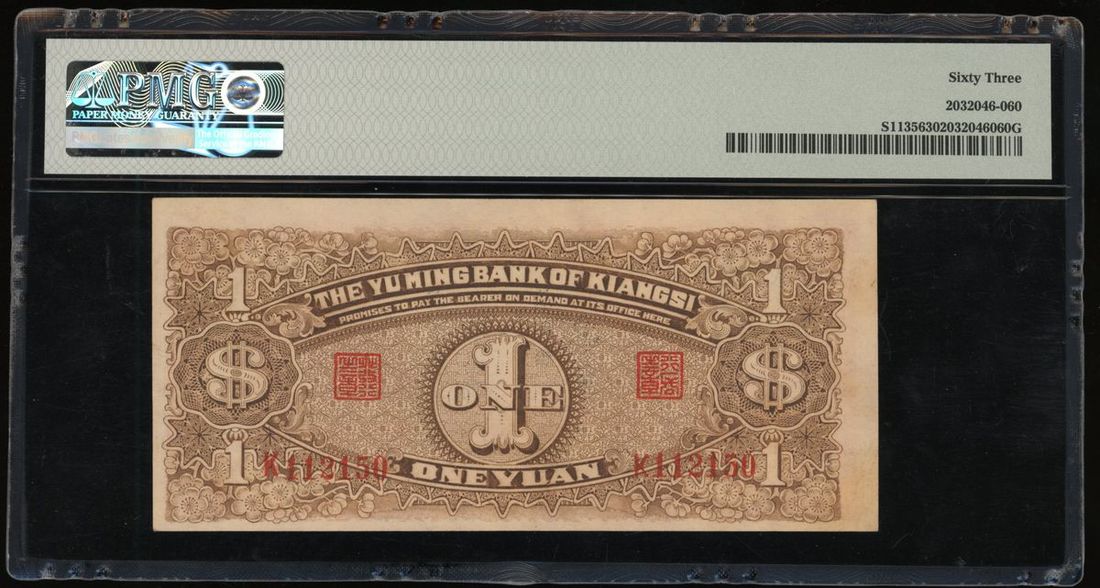 PMG
PAPER MONEY GUARANTY
Sixty Three
2032046-060
S11356302032046060G
THE YU MING BANK OF KIANGSI
PROMISES TO PAY THE BEARER ON DEMAND AT ITS OFFICE HERE
1 1
$ $
1
ONE
1 1
K112150 K112150
ONE YUAN